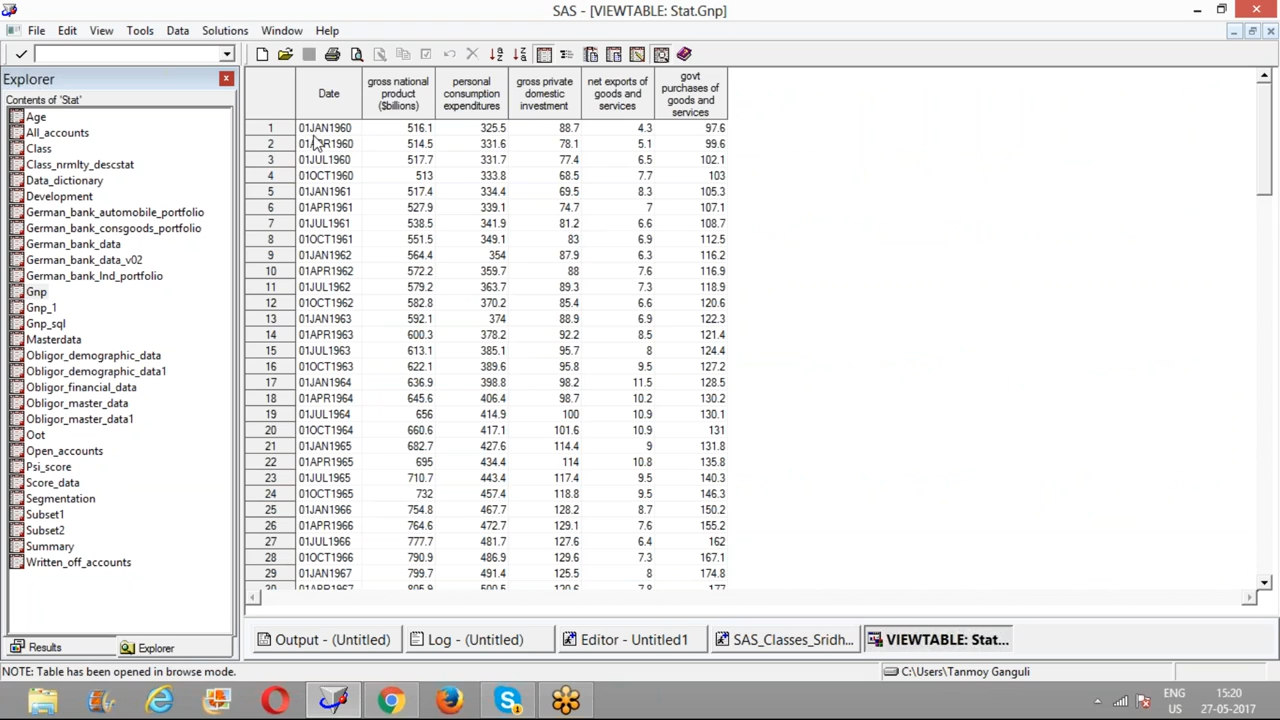 SAS - [VIEWTABLE: Stat.Gnp]
File Edit View Tools Data Solutions Window Help
Explorer
Contents of 'Stat'
Age
All_accounts
Class
Class_nrmlty_descstat
Data_dictionary
Development
German_bank_automobile_portfolio
German_bank_consgoods_portfolio
German_bank_data
German_bank_data_v02
German_bank_lnd_portfolio
Gnp
Gnp_1
Gnp_sql
Masterdata
Obligor_demographic_data
Obligor_demographic_data1
Obligor_financial_data
Obligor_master_data
Obligor_master_data1
Oot
Open_accounts
Psi_score
Score_data
Segmentation
Subset1
Subset2
Summary
Written_off_accounts
Results Explorer
Date gross national product ($billions) personal consumption expenditures gross private domestic investment net exports of goods and services govt purchases of goods and services
1 01JAN1960 516.1 325.5 88.7 4.3 97.6
2 01APR1960 514.5 331.6 78.1 5.1 99.6
3 01JUL1960 517.7 331.7 77.4 6.5 102.1
4 01OCT1960 513 333.8 68.5 7.7 103
5 01JAN1961 517.4 334.4 69.5 8.3 105.3
6 01APR1961 527.9 339.1 74.7 7 107.1
7 01JUL1961 538.5 341.9 81.2 6.6 108.7
8 01OCT1961 551.5 349.1 83 6.9 112.5
9 01JAN1962 564.4 354 87.9 6.3 116.2
10 01APR1962 572.2 359.7 88 7.6 116.9
11 01JUL1962 579.2 363.7 89.3 7.3 118.9
12 01OCT1962 582.8 370.2 85.4 6.6 120.6
13 01JAN1963 592.1 374 88.9 6.9 122.3
14 01APR1963 600.3 378.2 92.2 8.5 121.4
15 01JUL1963 613.1 385.1 95.7 8 124.4
16 01OCT1963 622.1 389.6 95.8 9.5 127.2
17 01JAN1964 636.9 398.8 98.2 11.5 128.5
18 01APR1964 645.6 406.4 98.7 10.2 130.2
19 01JUL1964 656 414.9 100 10.9 130.1
20 01OCT1964 660.6 417.1 101.6 10.9 131
21 01JAN1965 682.7 427.6 114.4 9 131.8
22 01APR1965 695 434.4 114 10.8 135.8
23 01JUL1965 710.7 443.4 117.4 9.5 140.3
24 01OCT1965 732 457.4 118.8 9.5 146.3
25 01JAN1966 754.8 467.7 128.2 8.7 150.2
26 01APR1966 764.6 472.7 129.1 7.6 155.2
27 01JUL1966 777.7 481.7 127.6 6.4 162
28 01OCT1966 790.9 486.9 129.6 7.3 167.1
29 01JAN1967 799.7 491.4 125.5 8 174.8
30 01APR1967 805.9 500.5 120.6 7.8 177
Output - (Untitled) Log - (Untitled) Editor - Untitled1 SAS_Classes_Sridh... VIEWTABLE: Stat...
NOTE: Table has been opened in browse mode. C:\Users\Tanmoy Ganguli
ENG 15:20
US 27-05-2017